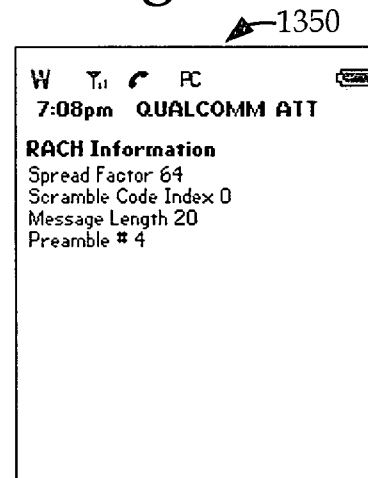 1350
W PC
7:08pm QUALCOMM ATT
RACH Information
Spread Factor 64
Scramble Code Index 0
Message Length 20
Preamble # 4